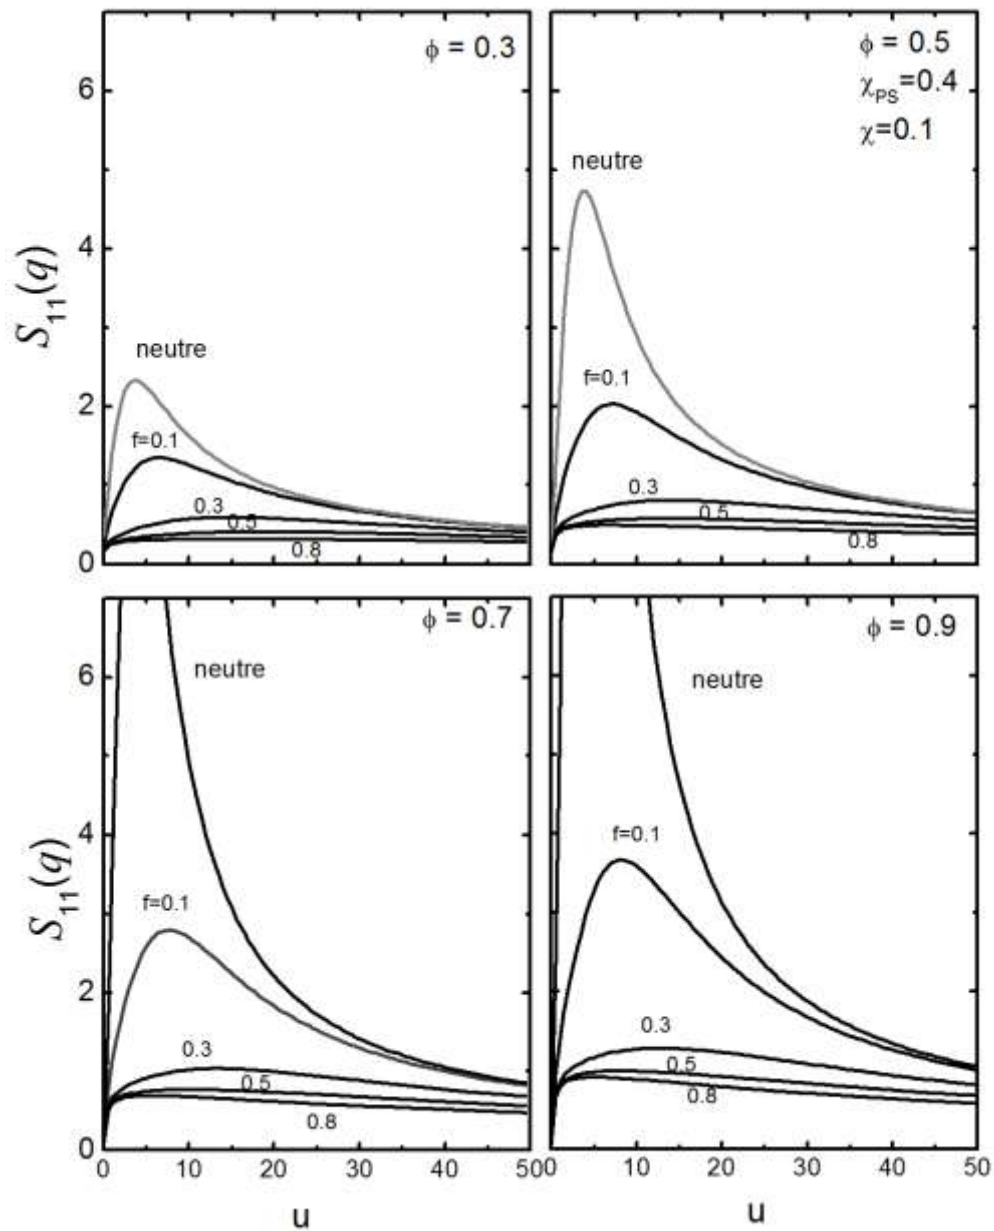 ϕ = 0.3
6
4
2
0
S₁₁(q)
neutre
f=0.1
0.3
0.5
0.8
ϕ = 0.5
χPS=0.4
χ=0.1
neutre
f=0.1
0.3
0.5
0.8
ϕ = 0.7
6
4
2
0
S₁₁(q)
neutre
f=0.1
0.3
0.5
0.8
0 10 20 30 40 50
u
ϕ = 0.9
neutre
f=0.1
0.3
0.5
0.8
0 10 20 30 40 50
u